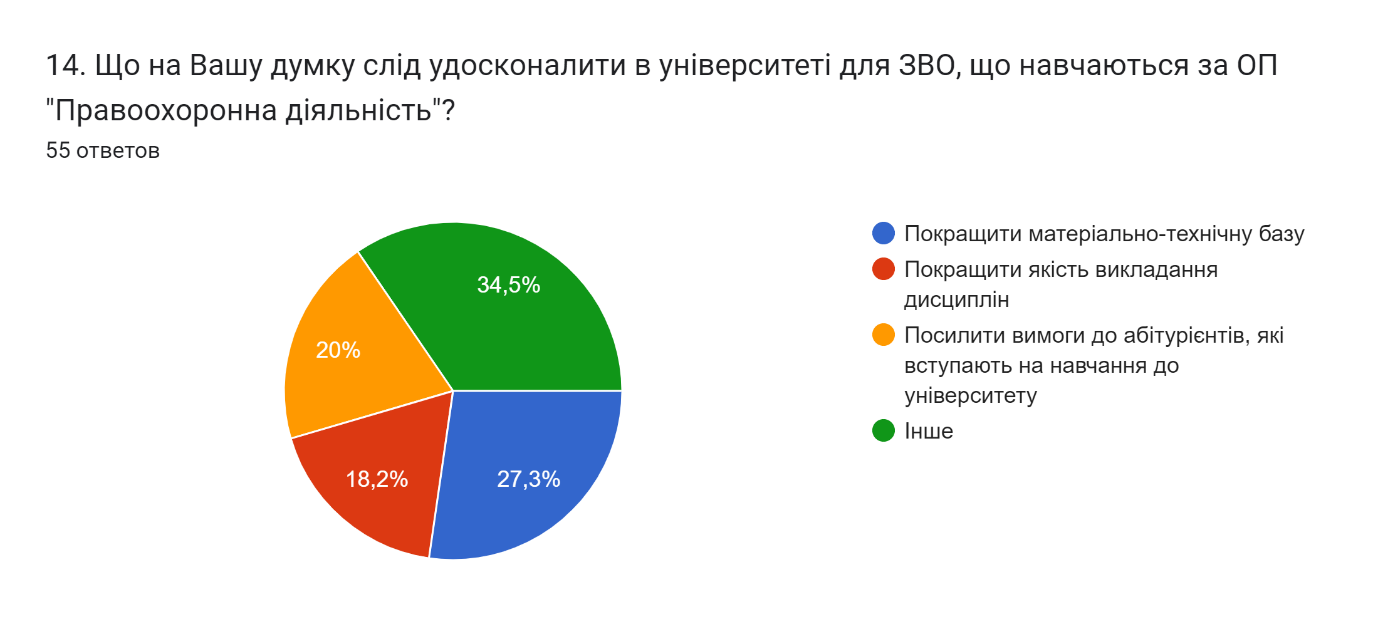 14. Що на Вашу думку слід удосконалити в університеті для ЗВО, що навчаються за ОП
"Правоохоронна діяльність"?
55 ответов
34,5%
20%
18,2%
27,3%
Покращити матеріально-технічну базу
Покращити якість викладання
дисциплін
Посилити вимоги до абітурієнтів, які
вступають на навчання до
університету
Інше